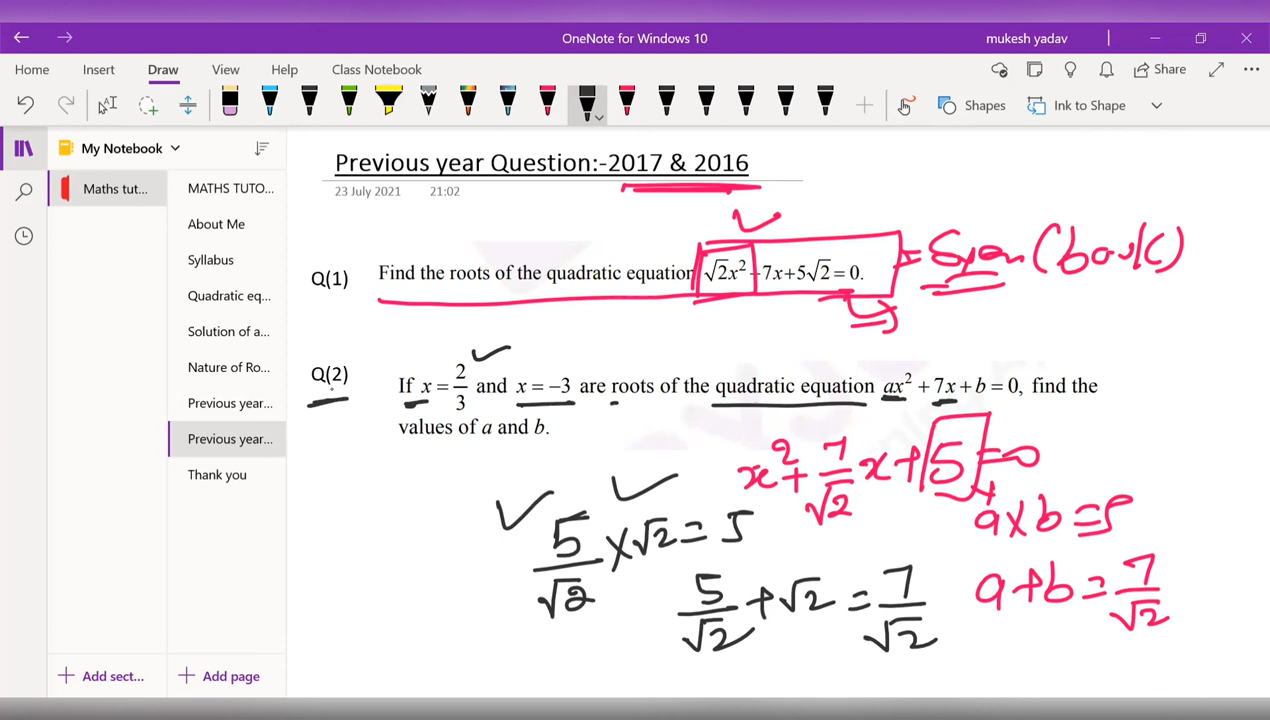 OneNote for Windows 10
mukesh yadav
Home Insert Draw View Help Class Notebook
Share
Shapes
Ink to Shape
My Notebook
Maths tut...
MATHS TUTO...
About Me
Syllabus
Quadratic eq...
Solution of a...
Nature of Ro...
Previous year...
Previous year...
Thank you
Add sect...
Add page
Previous year Question:-2017 & 2016
23 July 2021 21:02
Q(1) Find the roots of the quadratic equation √2x² +7x+5√2 = 0.
Q(2) If x = 2/3 and x = −3 are roots of the quadratic equation ax² + 7x + b = 0, find the
values of a and b.
x² + 7/√2 x + 5 = 0
a x b = 5
5/√2 x √2 = 5
a + b = 7/√2
5/√2 + √2 = 7/√2